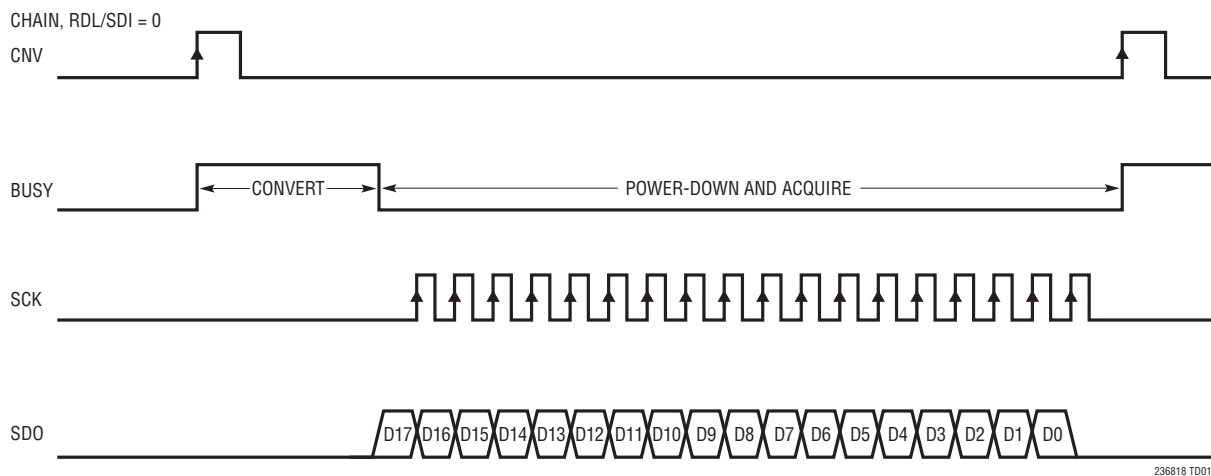 CHAIN, RDL/SDI = 0
CNV
BUSY
CONVERT
POWER-DOWN AND ACQUIRE
SCK
SDO
D17 D16 D15 D14 D13 D12 D11 D10 D9 D8 D7 D6 D5 D4 D3 D2 D1 D0
236818 TD01